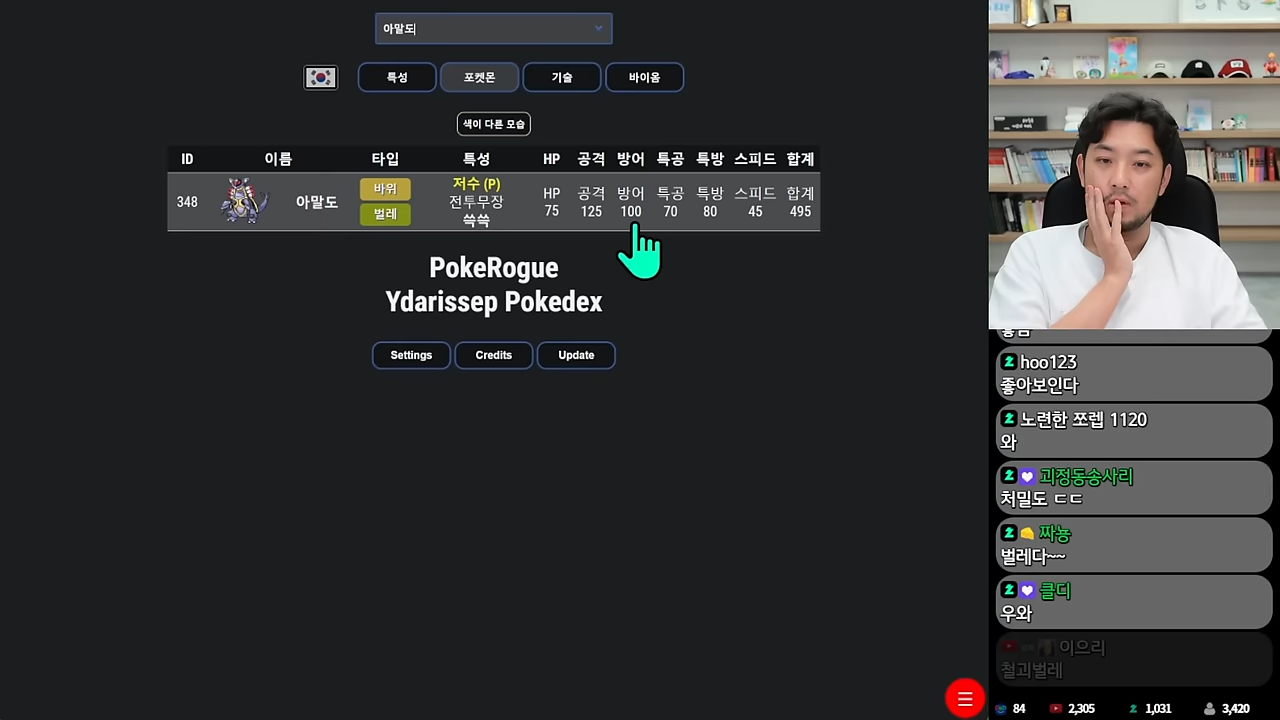 아말도
특성
포켓몬
기술
바이옴
색이 다른 모습
ID 이름 타입 특성 HP 공격 방어 특공 특방 스피드 합계
348 아말도
바위
벌레
저수 (P)
전투무장
쓱쓱
HP 공격 방어 특공 특방 스피드 합계
75 125 100 70 80 45 495
PokeRogue
Ydarissep Pokedex
Settings
Credits
Update
hoo123
좋아보인다
노련한 쪼렙 1120
와
괴정동송사리
처밀도 ㄷㄷ
짜뇽
벌레다~~
클디
우와
이으리
철괴벌레
84 2,305 1,031 3,420